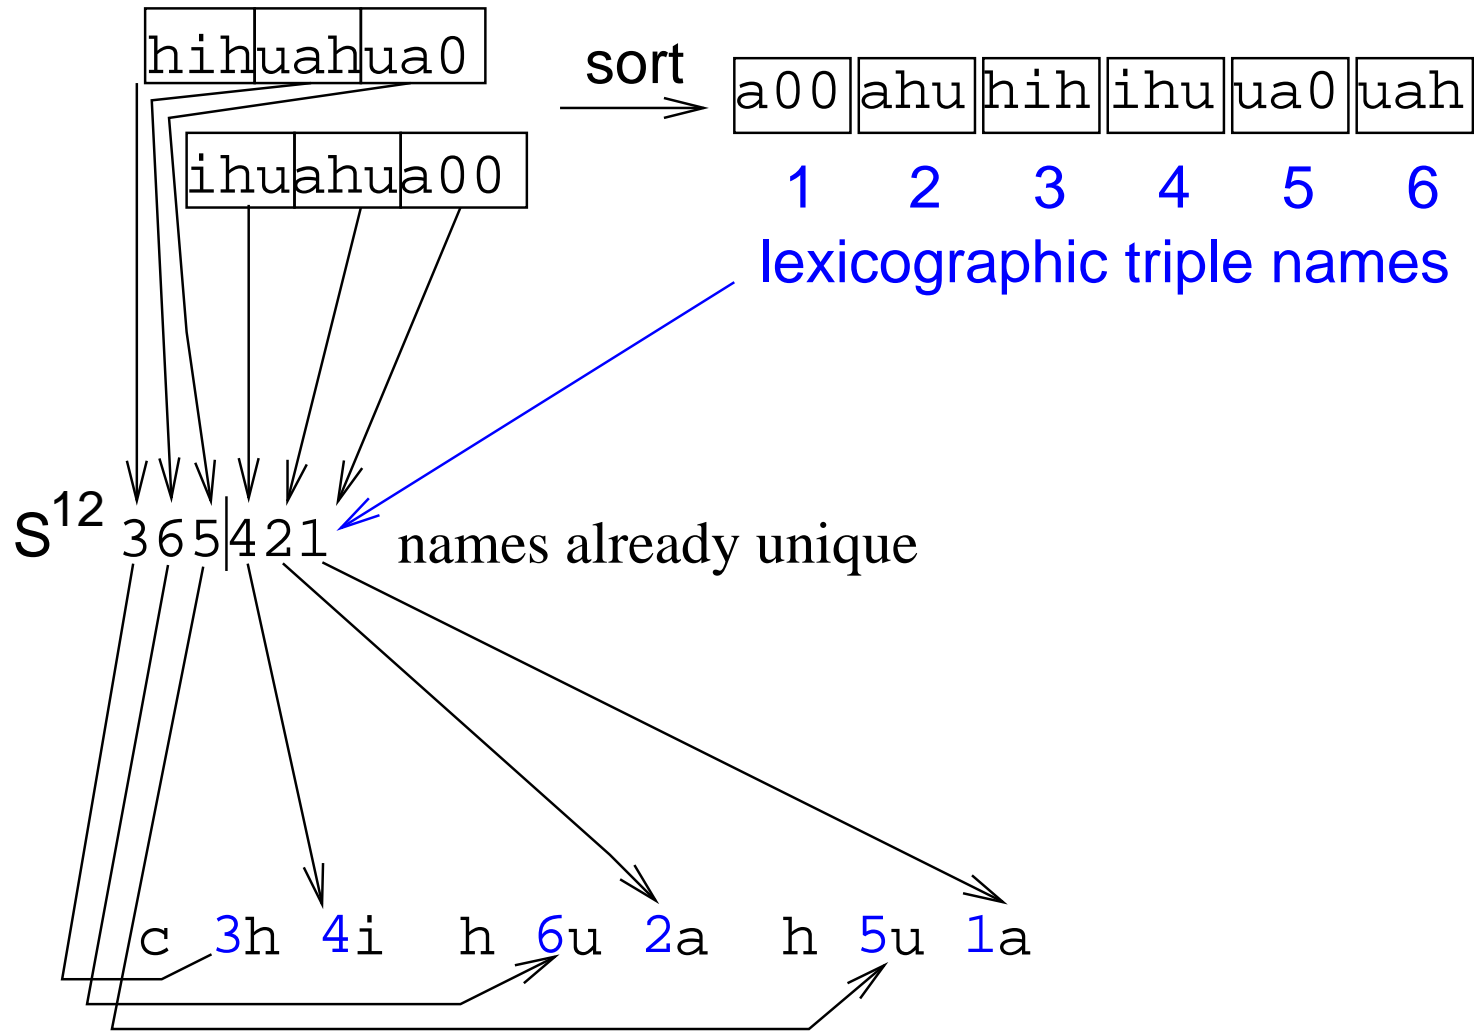 hihuahua0
sort
a00 ahu hih ihu ua0 uah
ihuahua00
1 2 3 4 5 6
lexicographic triple names
S12 365|421 names already unique
c 3h 4i h 6u 2a h 5u 1a